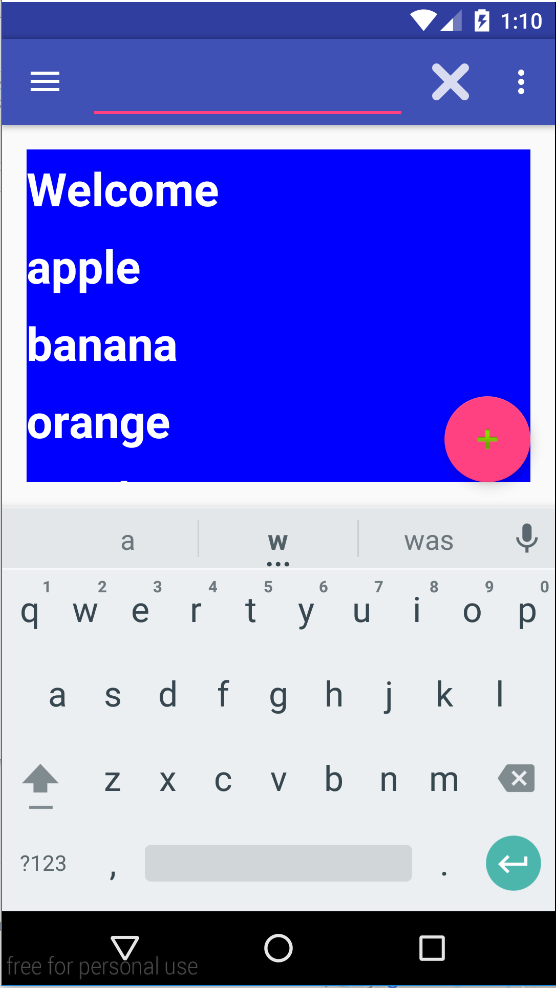 1:10
Welcome
apple
banana
orange
a w was
1 2 3 4 5 6 7 8 9 0
q w e r t y u i o p
a s d f g h j k l
z x c v b n m
?123 , .
free for personal use